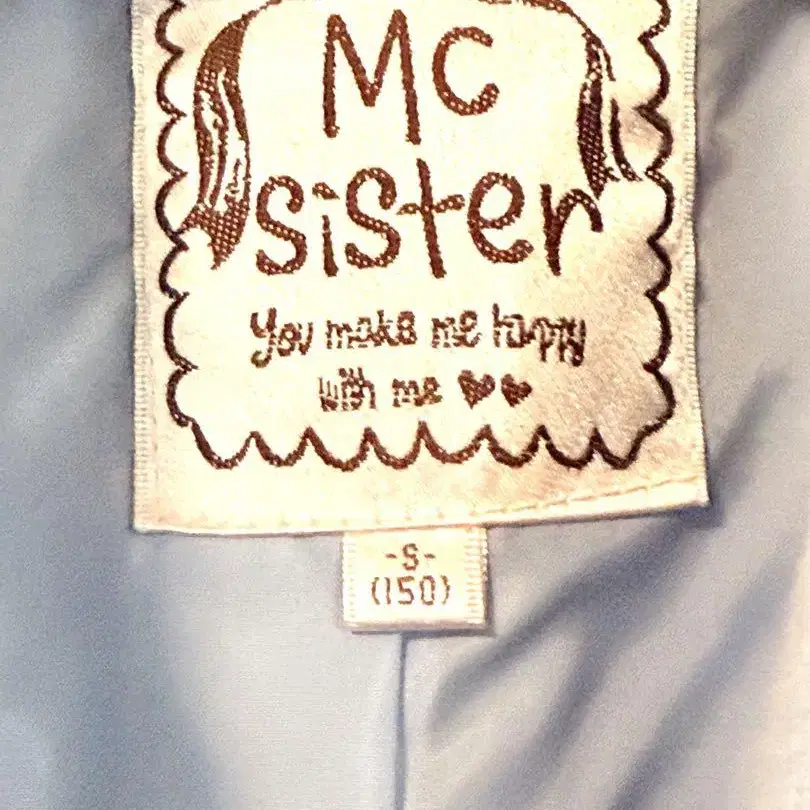 Mc
sister
You make me happy
with me
-S-
(150)